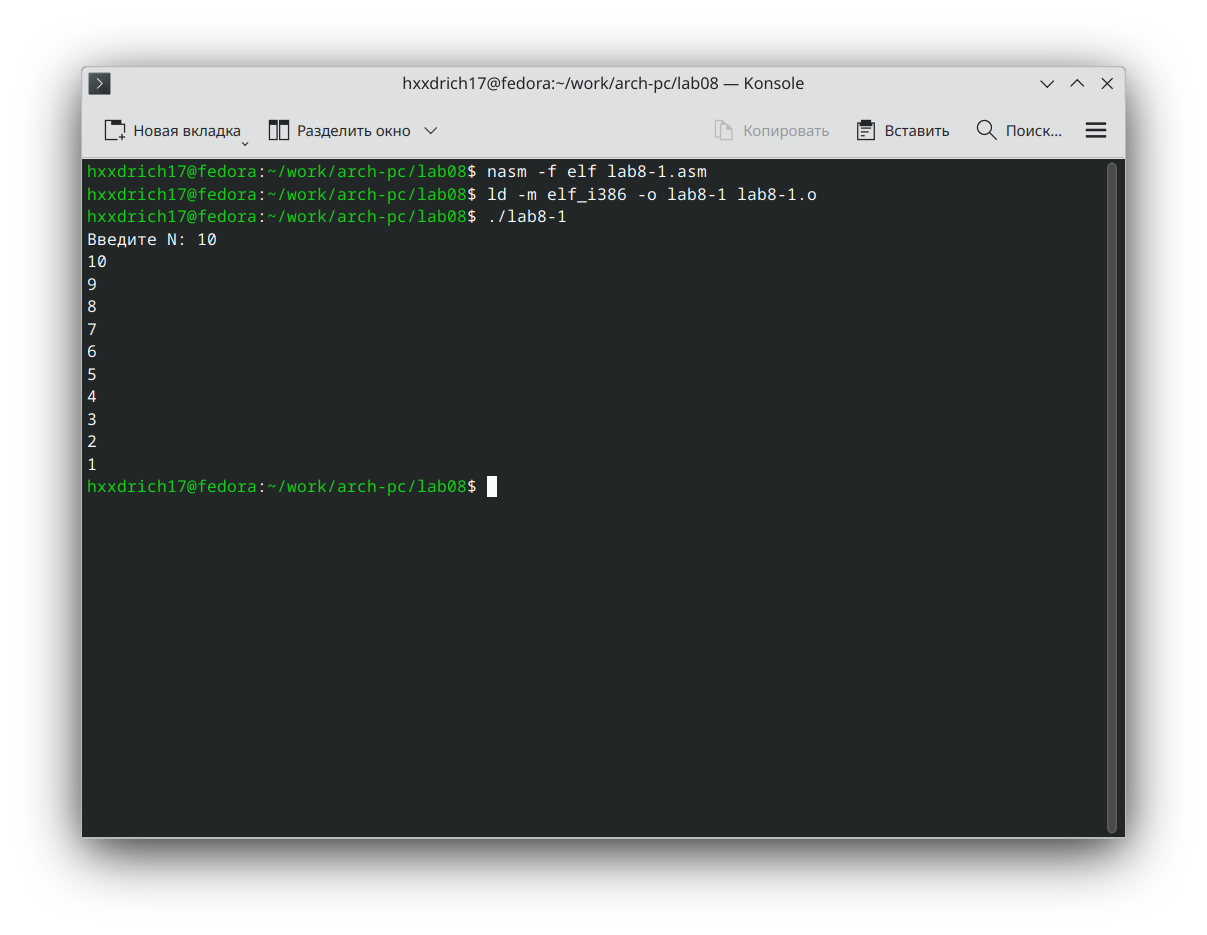 hxxdrich17@fedora:~/work/arch-pc/lab08 — Konsole
Новая вкладка Разделить окно Копировать Вставить Поиск...
hxxdrich17@fedora:~/work/arch-pc/lab08$ nasm -f elf lab8-1.asm
hxxdrich17@fedora:~/work/arch-pc/lab08$ ld -m elf_i386 -o lab8-1 lab8-1.o
hxxdrich17@fedora:~/work/arch-pc/lab08$ ./lab8-1
Введите N: 10
10
9
8
7
6
5
4
3
2
1
hxxdrich17@fedora:~/work/arch-pc/lab08$